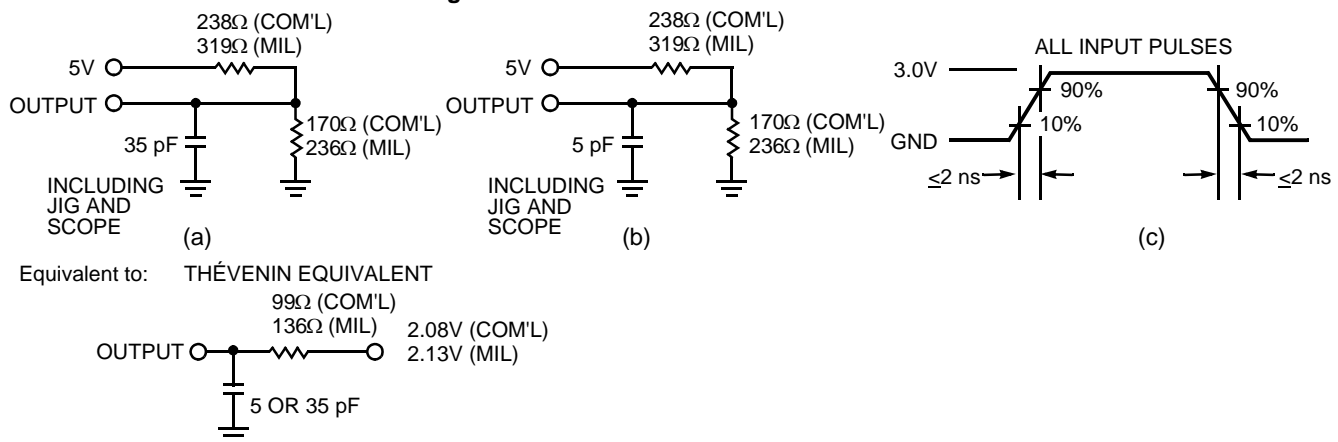 238Ω (COM'L)
319Ω (MIL)
5V
OUTPUT
35 pF
170Ω (COM'L)
236Ω (MIL)
INCLUDING
JIG AND
SCOPE
(a)
238Ω (COM'L)
319Ω (MIL)
5V
OUTPUT
5 pF
170Ω (COM'L)
236Ω (MIL)
INCLUDING
JIG AND
SCOPE
(b)
ALL INPUT PULSES
3.0V
90%
90%
10%
10%
GND
≤2 ns
≤2 ns
(c)
Equivalent to: THÉVENIN EQUIVALENT
99Ω (COM'L)
136Ω (MIL)
2.08V (COM'L)
2.13V (MIL)
OUTPUT
5 OR 35 pF